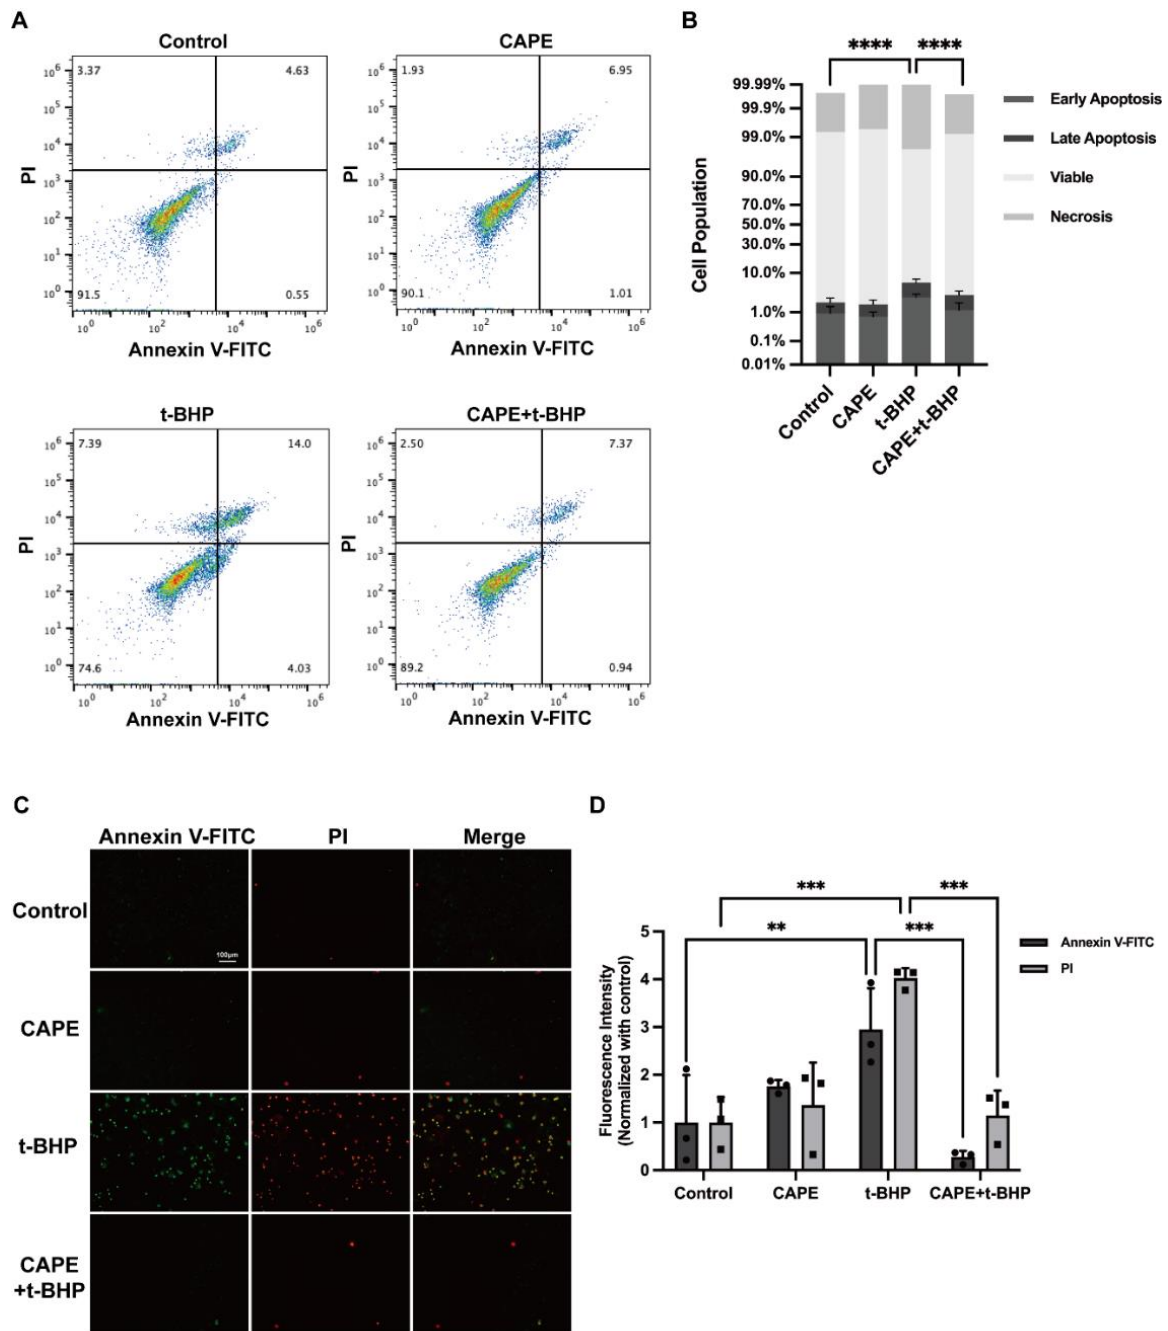 A
Control
CAPE
3.37
4.63
1.93
6.95
10⁶
10⁵
10⁴
10³
10²
10¹
10⁰
PI
10⁶
10⁵
10⁴
10³
10²
10¹
10⁰
PI
91.5
0.55
90.1
1.01
10⁰ 10² 10⁴ 10⁶
10⁰ 10² 10⁴ 10⁶
Annexin V-FITC
Annexin V-FITC
t-BHP
CAPE+t-BHP
7.39
14.0
2.50
7.37
10⁶
10⁵
10⁴
10³
10²
10¹
10⁰
PI
10⁶
10⁵
10⁴
10³
10²
10¹
10⁰
PI
74.6
4.03
89.2
0.94
10⁰ 10² 10⁴ 10⁶
10⁰ 10² 10⁴ 10⁶
Annexin V-FITC
Annexin V-FITC
B
**** ****
99.99%
99.9%
99.0%
90.0%
70.0%
50.0%
30.0%
10.0%
1.0%
0.1%
0.01%
Cell Population
Control
CAPE
t-BHP
CAPE+t-BHP
Early Apoptosis
Late Apoptosis
Viable
Necrosis
C
Annexin V-FITC PI Merge
Control
100μm
CAPE
t-BHP
CAPE
+t-BHP
D
*** ***
** ***
5
4
3
2
1
0
Fluorescence Intensity
(Normalized with control)
Control CAPE t-BHP CAPE+t-BHP
Annexin V-FITC
PI